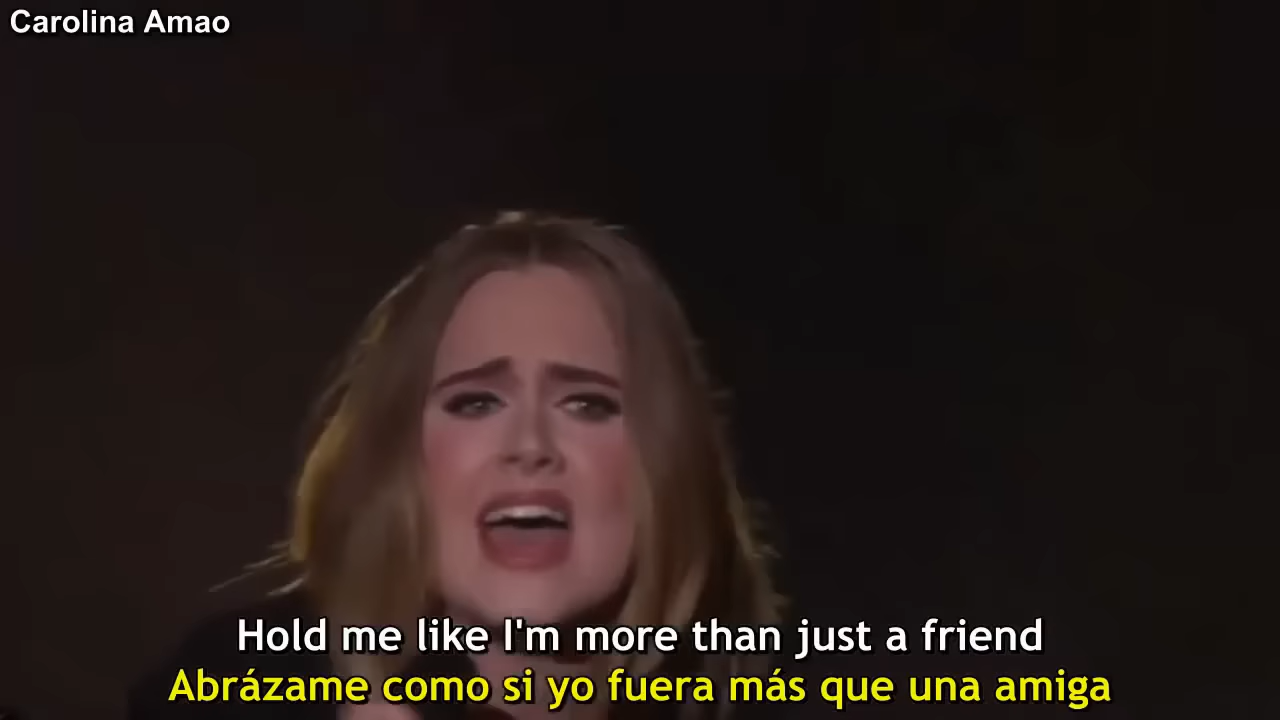 Carolina Amao
Hold me like I'm more than just a friend
Abrázame como si yo fuera más que una amiga